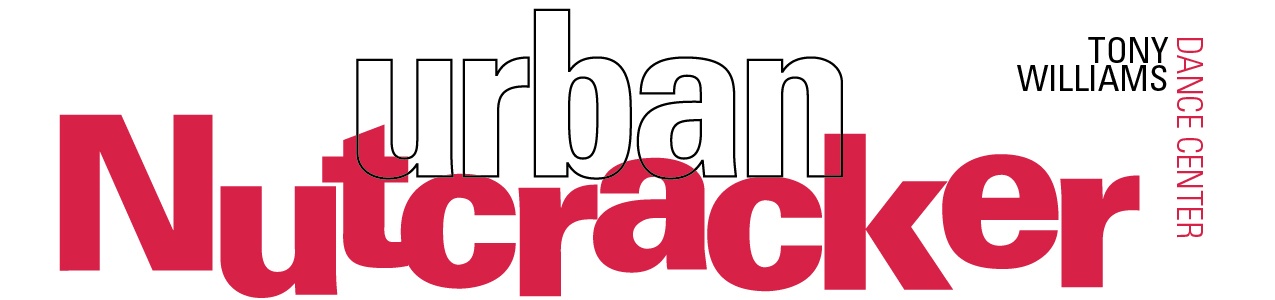 urban
Nutcracker
TONY
WILLIAMS
DANCE CENTER